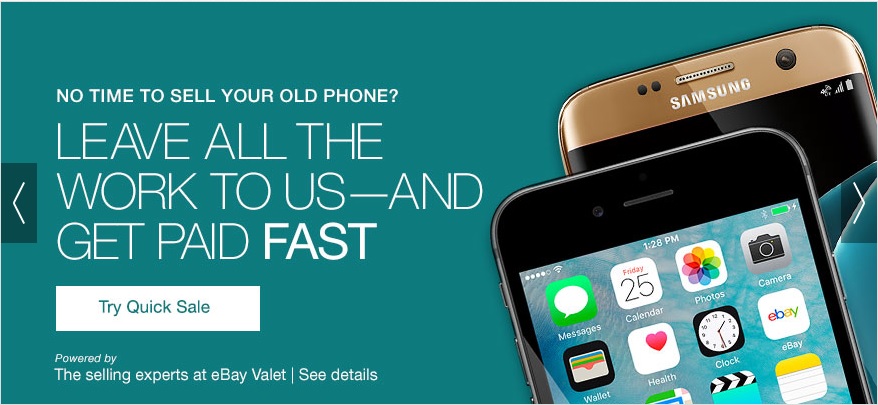 NO TIME TO SELL YOUR OLD PHONE?
LEAVE ALL THE
WORK TO US—AND
GET PAID FAST
Try Quick Sale
Powered by
The selling experts at eBay Valet | See details
SAMSUNG
4G
1:28 PM
Messages
Friday
25
Calendar
Photos
Camera
Wallet
Health
12
Clock
ebay
eBay